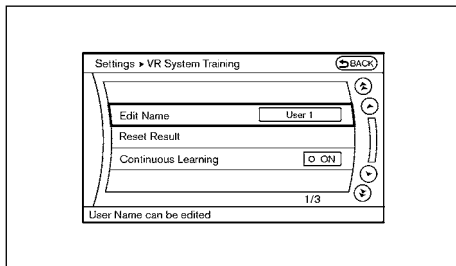 Settings ▸ VR System Training
BACK
Edit Name
User 1
Reset Result
Continuous Learning
ON
1/3
User Name can be edited